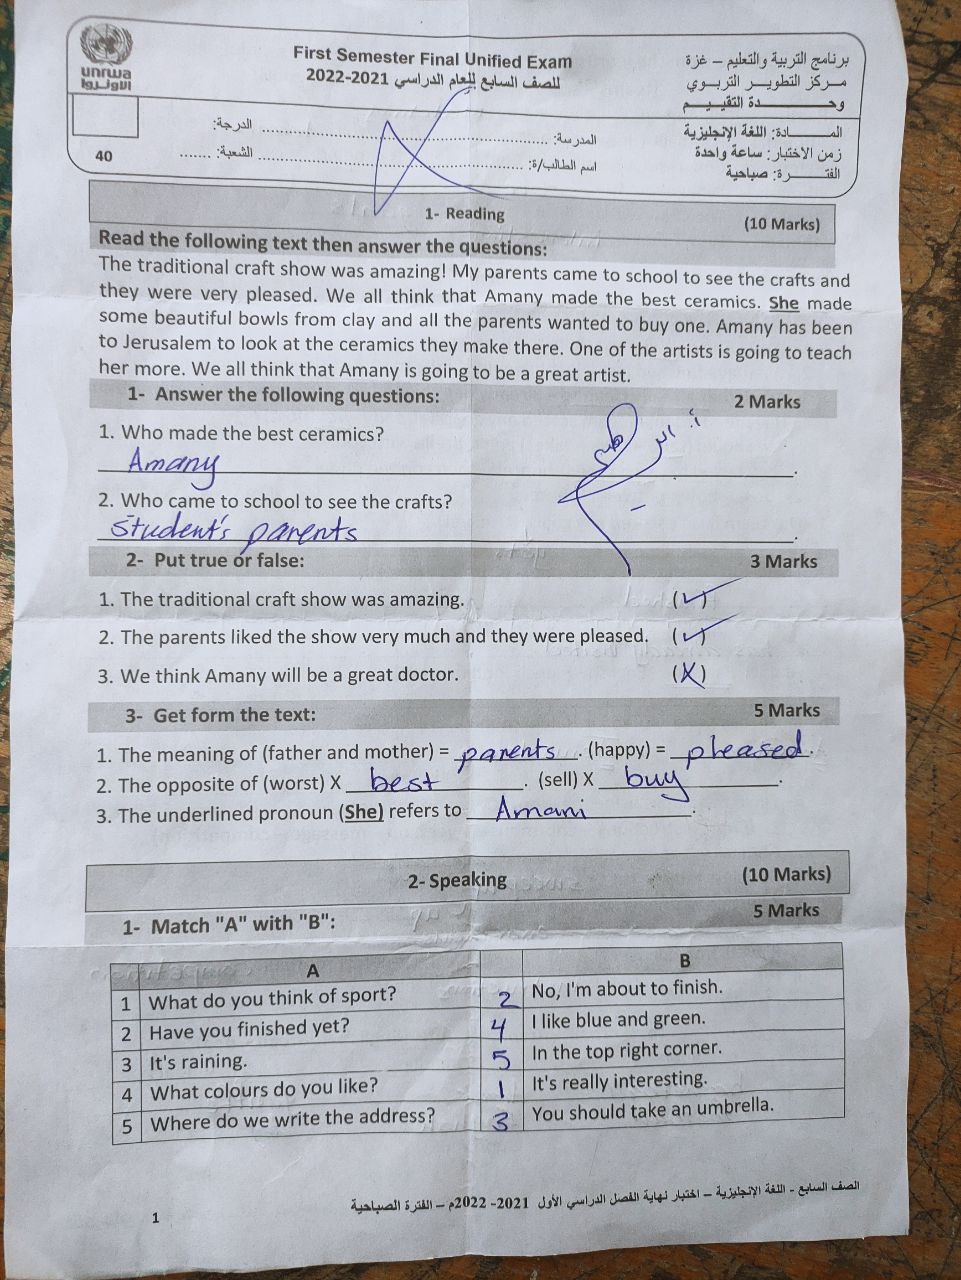 unrwa
الأونروا
First Semester Final Unified Exam
للصف السابع للعام الدراسي 2021-2022
برنامج التربية والتعليم – غزة
مركز التطوير التربوي
وحدة التقييم
40
المدرسة: ........................ الدرجة: ........................
اسم الطالب/ة: ........................ الشعبة: ......
المادة: اللغة الإنجليزية
زمن الاختبار: ساعة واحدة
الفترة: صباحية
1- Reading (10 Marks)
Read the following text then answer the questions:
The traditional craft show was amazing! My parents came to school to see the crafts and
they were very pleased. We all think that Amany made the best ceramics. She made
some beautiful bowls from clay and all the parents wanted to buy one. Amany has been
to Jerusalem to look at the ceramics they make there. One of the artists is going to teach
her more. We all think that Amany is going to be a great artist.
1- Answer the following questions: 2 Marks
1. Who made the best ceramics?
Amany
2. Who came to school to see the crafts?
student's parents
2- Put true or false: 3 Marks
1. The traditional craft show was amazing. (✓)
2. The parents liked the show very much and they were pleased. (✓)
3. We think Amany will be a great doctor. (X)
3- Get form the text: 5 Marks
1. The meaning of (father and mother) = parents. (happy) = pleased.
2. The opposite of (worst) X best. (sell) X buy.
3. The underlined pronoun (She) refers to Amani.
2- Speaking (10 Marks)
1- Match "A" with "B": 5 Marks
A B
1 What do you think of sport? 2 No, I'm about to finish.
2 Have you finished yet? 4 I like blue and green.
3 It's raining. 5 In the top right corner.
4 What colours do you like? 1 It's really interesting.
5 Where do we write the address? 3 You should take an umbrella.
الصف السابع - اللغة الإنجليزية – اختبار نهاية الفصل الدراسي الأول 2021- 2022م – الفترة الصباحية
1